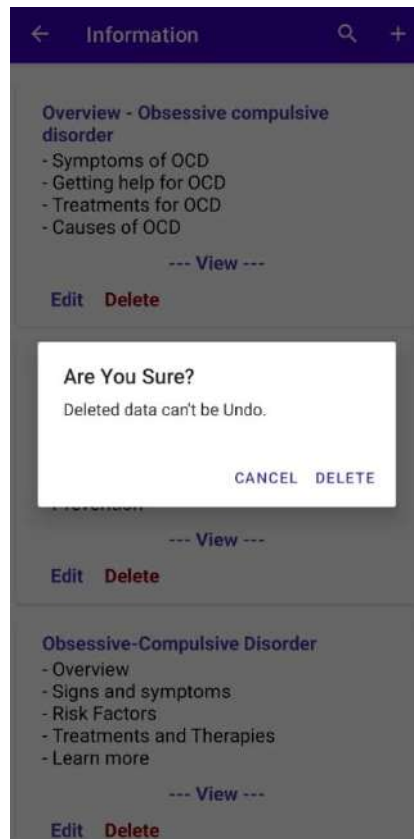 Information
Overview - Obsessive compulsive
disorder
- Symptoms of OCD
- Getting help for OCD
- Treatments for OCD
- Causes of OCD
--- View ---
Edit Delete
Are You Sure?
Deleted data can't be Undo.
CANCEL DELETE
- Prevention
--- View ---
Edit Delete
Obsessive-Compulsive Disorder
- Overview
- Signs and symptoms
- Risk Factors
- Treatments and Therapies
- Learn more
--- View ---
Edit Delete